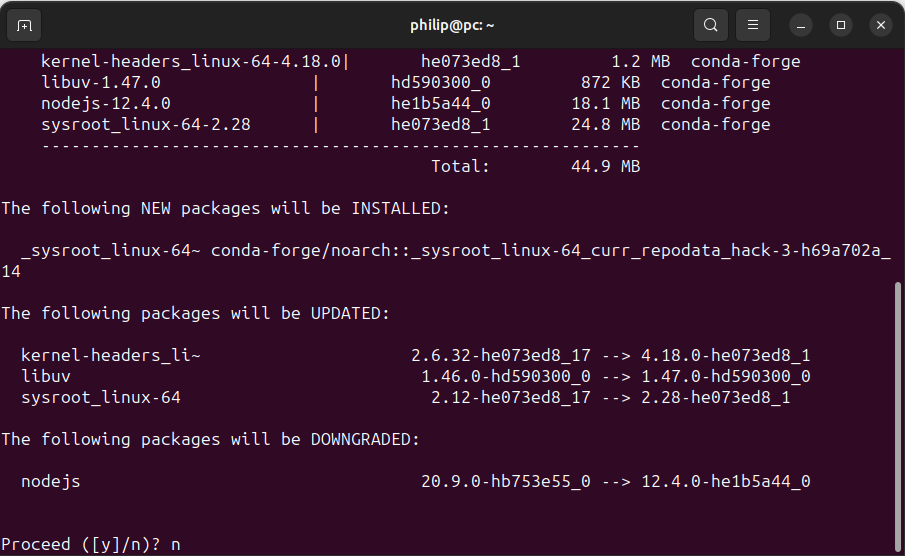 philip@pc: ~
kernel-headers_linux-64-4.18.0|       he073ed8_1         1.2 MB  conda-forge
libuv-1.47.0               |       hd590300_0         872 KB  conda-forge
nodejs-12.4.0              |       he1b5a44_0        18.1 MB  conda-forge
sysroot_linux-64-2.28      |       he073ed8_1        24.8 MB  conda-forge
------------------------------------------------------------
Total:        44.9 MB
The following NEW packages will be INSTALLED:
_sysroot_linux-64~ conda-forge/noarch::_sysroot_linux-64_curr_repodata_hack-3-h69a702a_
14
The following packages will be UPDATED:
kernel-headers_li~                     2.6.32-he073ed8_17 --> 4.18.0-he073ed8_1
libuv                                   1.46.0-hd590300_0 --> 1.47.0-hd590300_0
sysroot_linux-64                         2.12-he073ed8_17 --> 2.28-he073ed8_1
The following packages will be DOWNGRADED:
nodejs                                  20.9.0-hb753e55_0 --> 12.4.0-he1b5a44_0
Proceed ([y]/n)? n